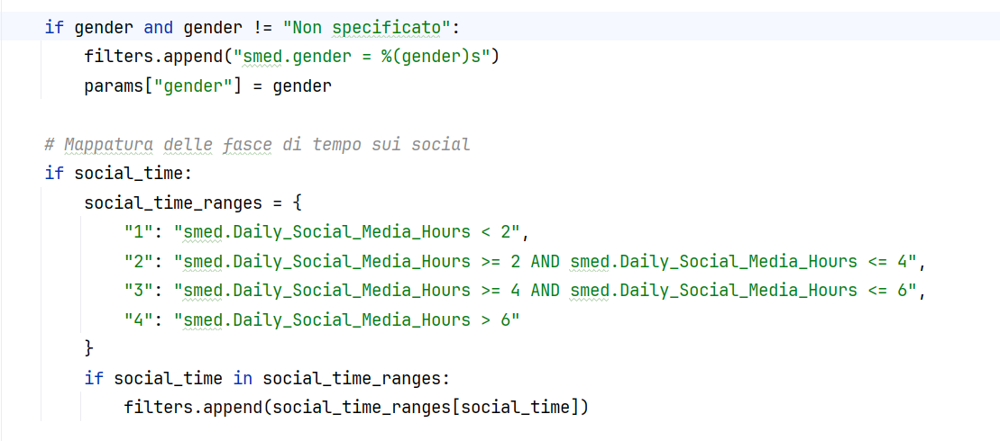 if gender and gender != "Non specificato":
    filters.append("smed.gender = %(gender)s")
    params["gender"] = gender

# Mappatura delle fasce di tempo sui social
if social_time:
    social_time_ranges = {
        "1": "smed.Daily_Social_Media_Hours < 2",
        "2": "smed.Daily_Social_Media_Hours >= 2 AND smed.Daily_Social_Media_Hours <= 4",
        "3": "smed.Daily_Social_Media_Hours >= 4 AND smed.Daily_Social_Media_Hours <= 6",
        "4": "smed.Daily_Social_Media_Hours > 6"
    }
    if social_time in social_time_ranges:
        filters.append(social_time_ranges[social_time])